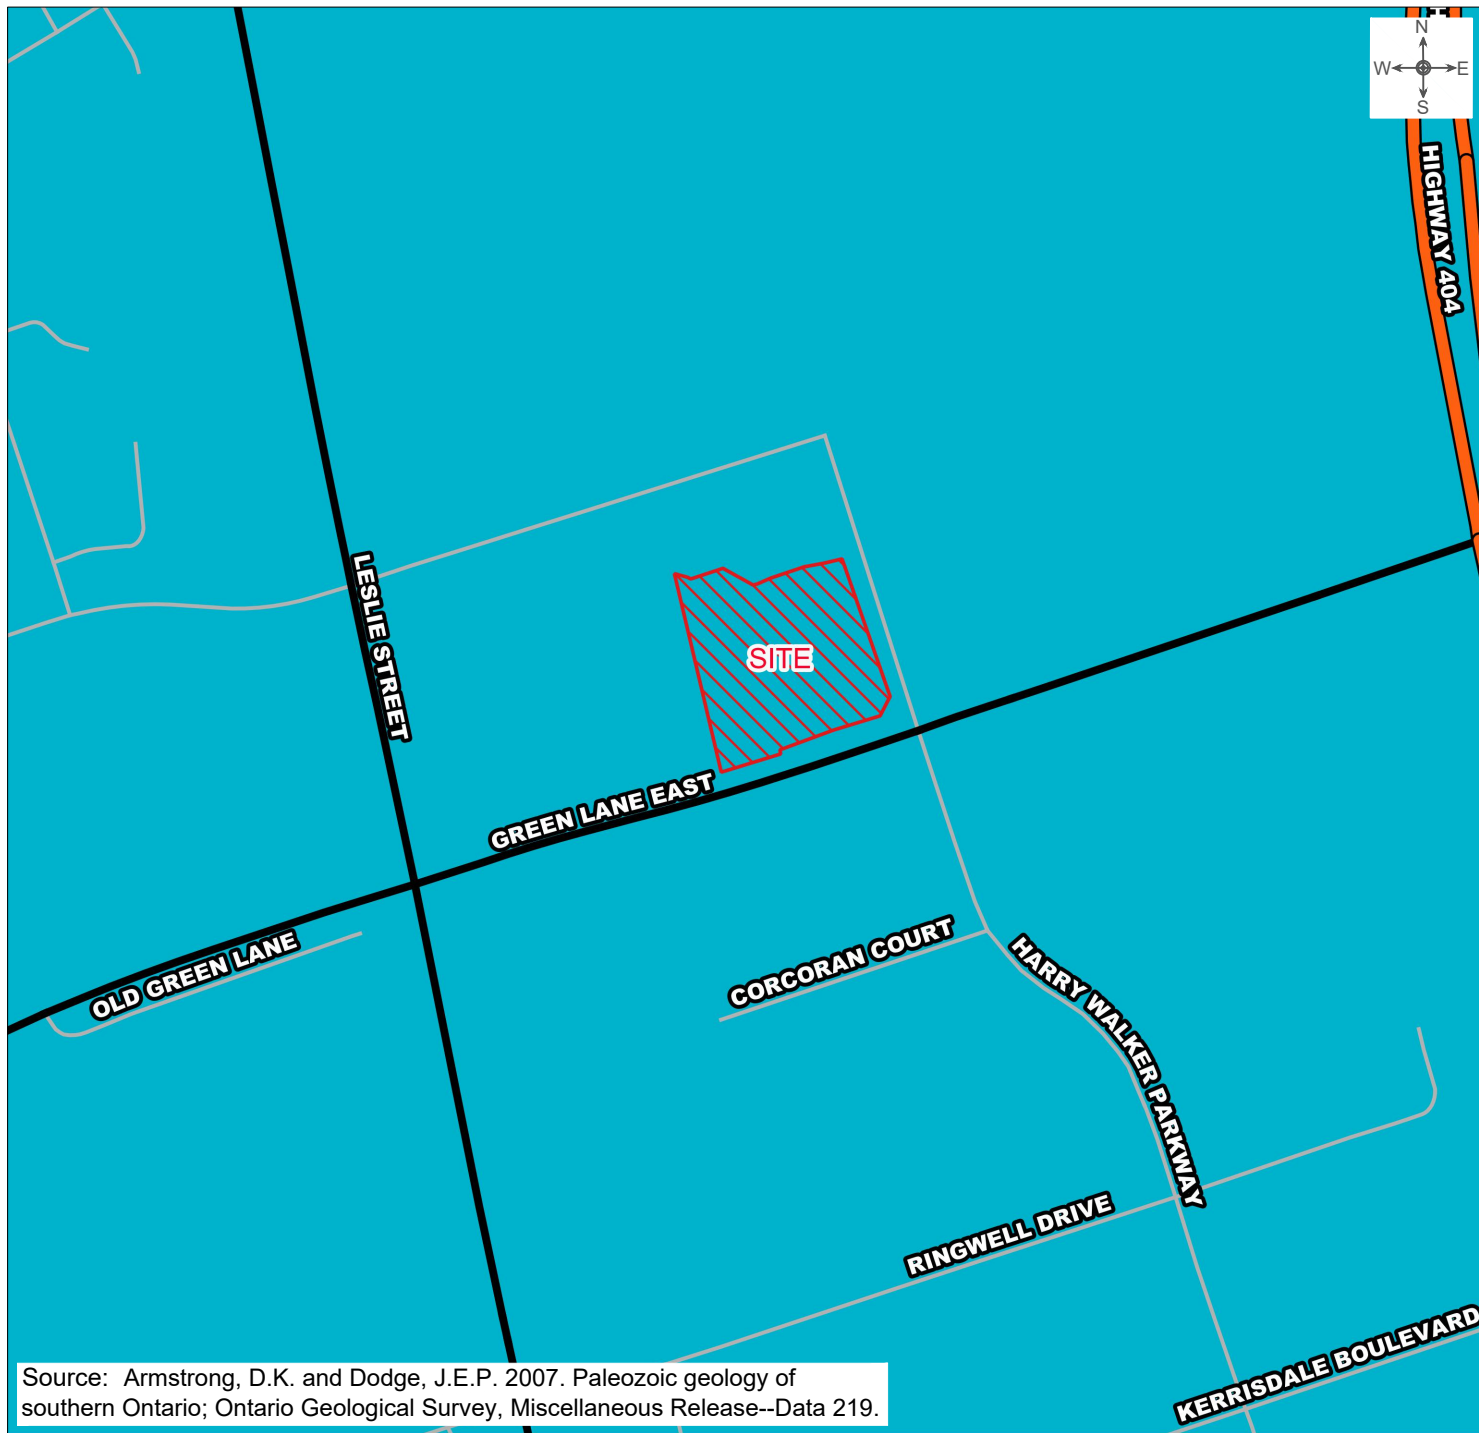 H
N
W E
S
HIGHWAY 404
LESLIE STREET
SITE
GREEN LANE EAST
OLD GREEN LANE
CORCORAN COURT
HARRY WALKER PARKWAY
RINGWELL DRIVE
KERRISDALE BOULEVARD
Source: Armstrong, D.K. and Dodge, J.E.P. 2007. Paleozoic geology of
southern Ontario; Ontario Geological Survey, Miscellaneous Release--Data 219.